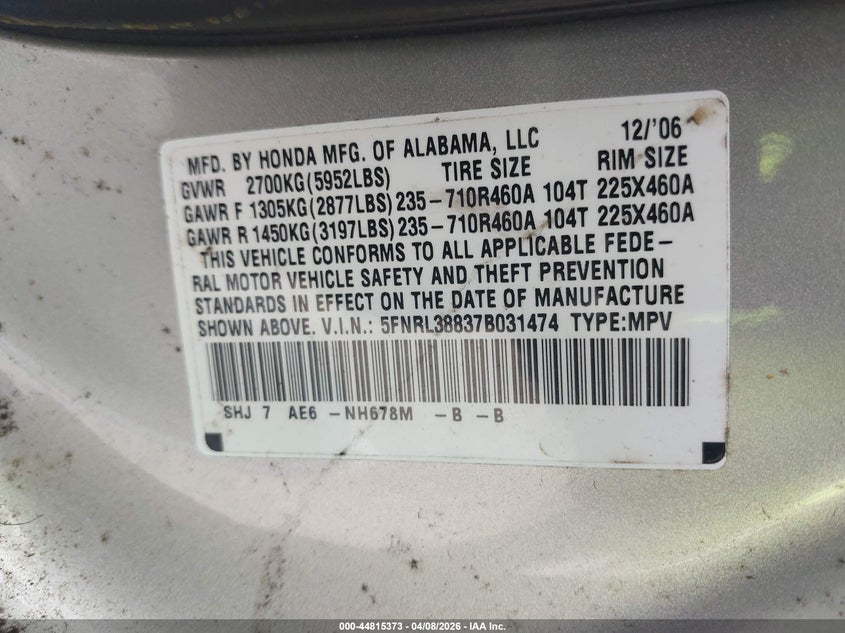 MFD. BY HONDA MFG. OF ALABAMA, LLC 12/'06
GVWR 2700KG(5952LBS) TIRE SIZE RIM SIZE
GAWR F 1305KG(2877LBS) 235-710R460A 104T 225X460A
GAWR R 1450KG(3197LBS) 235-710R460A 104T 225X460A
THIS VEHICLE CONFORMS TO ALL APPLICABLE FEDE-
RAL MOTOR VEHICLE SAFETY AND THEFT PREVENTION
STANDARDS IN EFFECT ON THE DATE OF MANUFACTURE
SHOWN ABOVE. V.I.N.: 5FNRL38837B031474 TYPE:MPV
SHJ 7 AE6 -NH678M -B -B
000-44815373 | 04/08/2026 - IAA Inc.